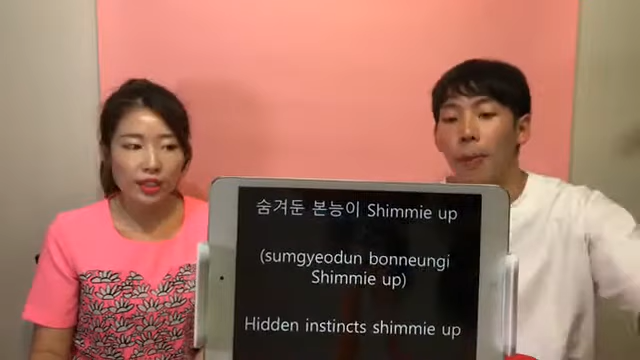 숨겨둔 본능이 Shimmie up
(sumgyeodun bonneungi
Shimmie up)
Hidden instincts shimmie up